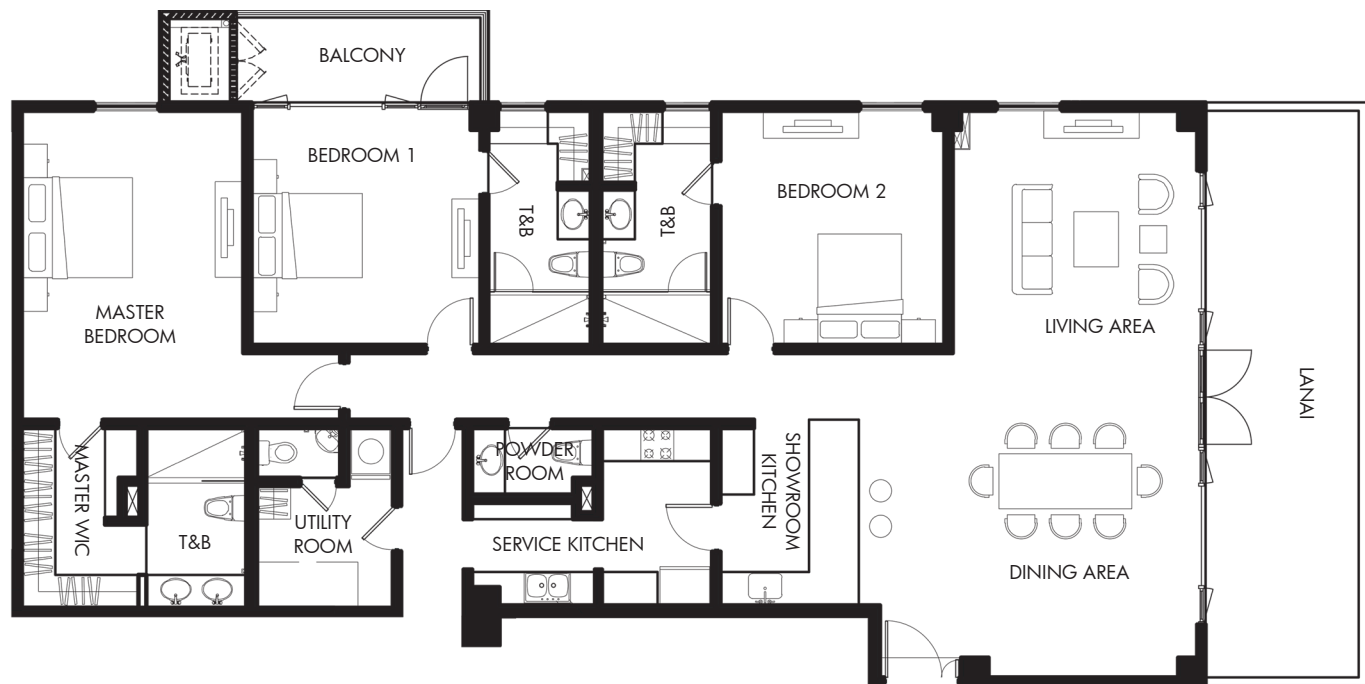 BALCONY
BEDROOM 1
BEDROOM 2
T&B
T&B
MASTER
BEDROOM
LIVING AREA
LANAI
MASTER WIC
T&B
UTILITY
ROOM
POWDER
ROOM
SERVICE KITCHEN
SHOWROOM
KITCHEN
DINING AREA